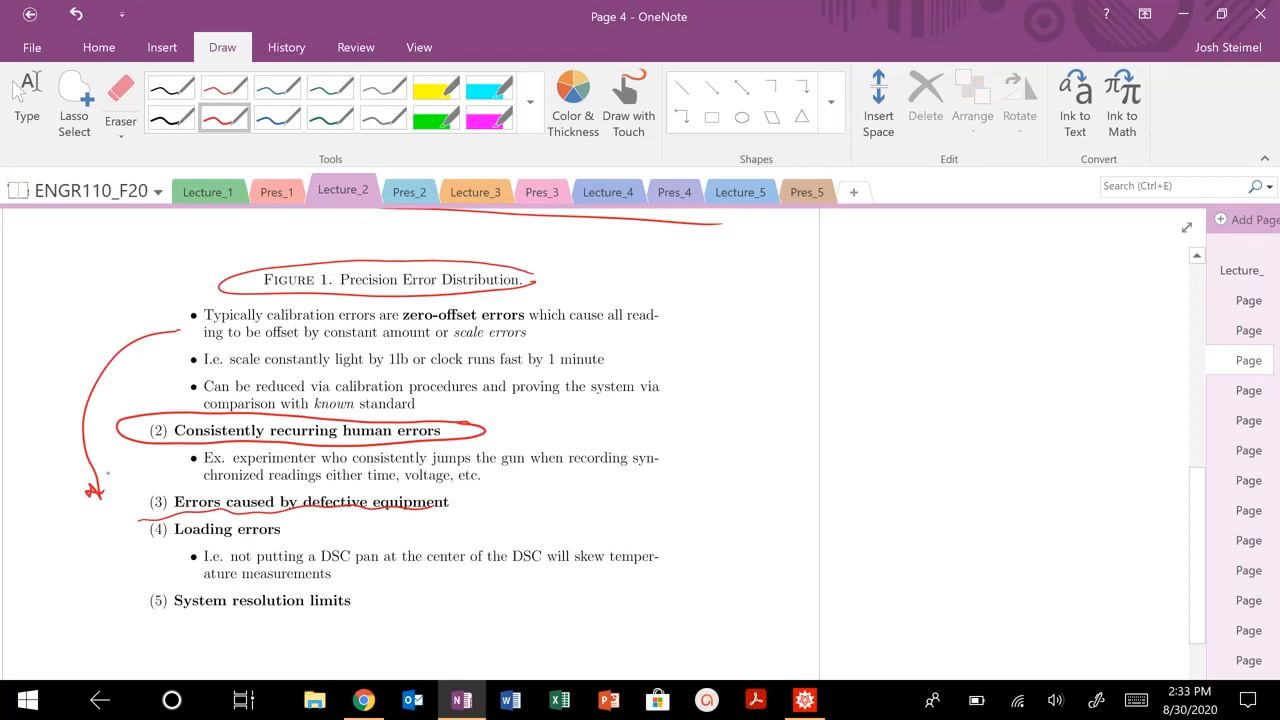 Page 4 - OneNote
?
File Home Insert Draw History Review View
Josh Steimel
Type
Lasso Select
Eraser
Color & Thickness
Draw with Touch
Insert Space
Delete
Arrange
Rotate
Ink to Text
Ink to Math
Tools
Shapes
Edit
Convert
ENGR110_F20
Lecture_1 Pres_1 Lecture_2 Pres_2 Lecture_3 Pres_3 Lecture_4 Pres_4 Lecture_5 Pres_5 +
Search (Ctrl+E)
Add Page
FIGURE 1. Precision Error Distribution.
• Typically calibration errors are zero-offset errors which cause all read-
ing to be offset by constant amount or scale errors
• I.e. scale constantly light by 1lb or clock runs fast by 1 minute
• Can be reduced via calibration procedures and proving the system via
comparison with known standard
(2) Consistently recurring human errors
• Ex. experimenter who consistently jumps the gun when recording syn-
chronized readings either time, voltage, etc.
(3) Errors caused by defective equipment
(4) Loading errors
• I.e. not putting a DSC pan at the center of the DSC will skew temper-
ature measurements
(5) System resolution limits
Lecture_
Page
Page
Page
Page
Page
Page
Page
Page
Page
Page
Page
Page
Page
2:33 PM
8/30/2020